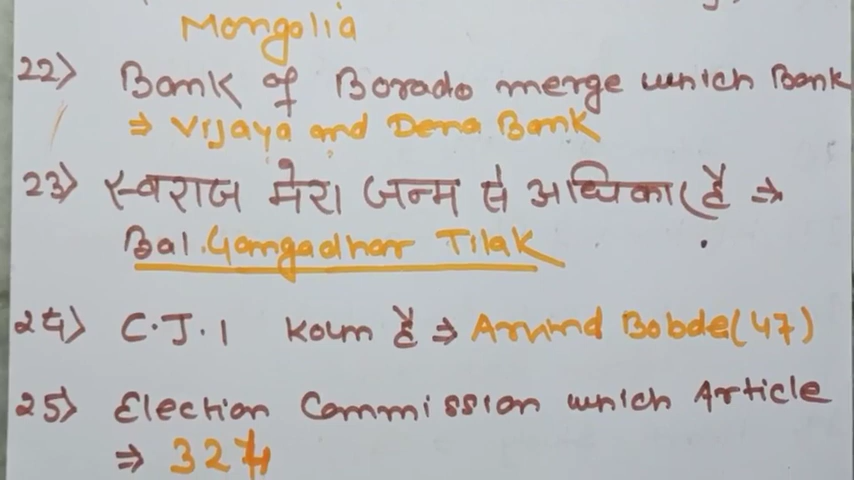 Mongolia
22> Bank of Borado merge which Bank
⇒ Vijaya and Dena Bank
23> स्वराज मेरा जन्म से अधिकार है ⇒
Bal. Gangadhar Tilak
24> C.J.I Koun है ⇒ Arvind Bobde(47)
25> Election Commission which Article
⇒ 324